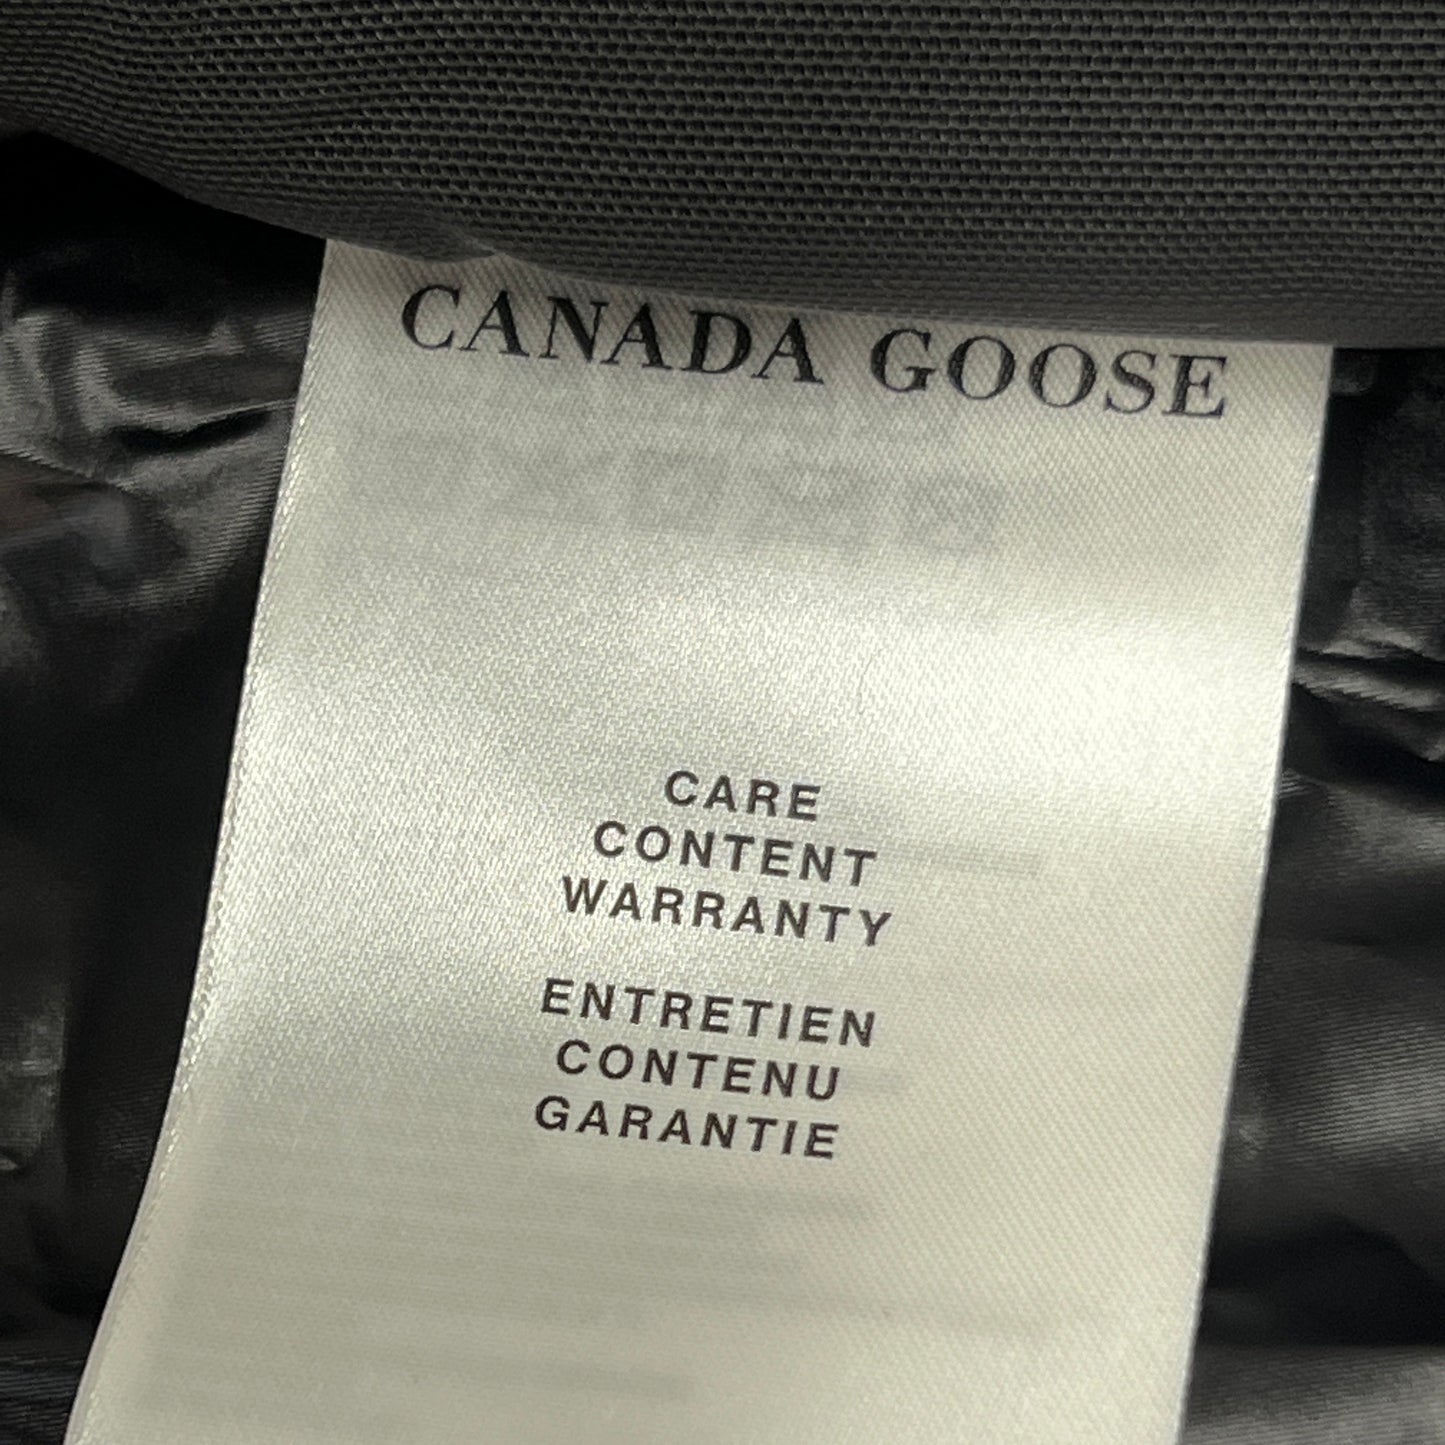 CANADA GOOSE
CARE
CONTENT
WARRANTY
ENTRETIEN
CONTENU
GARANTIE